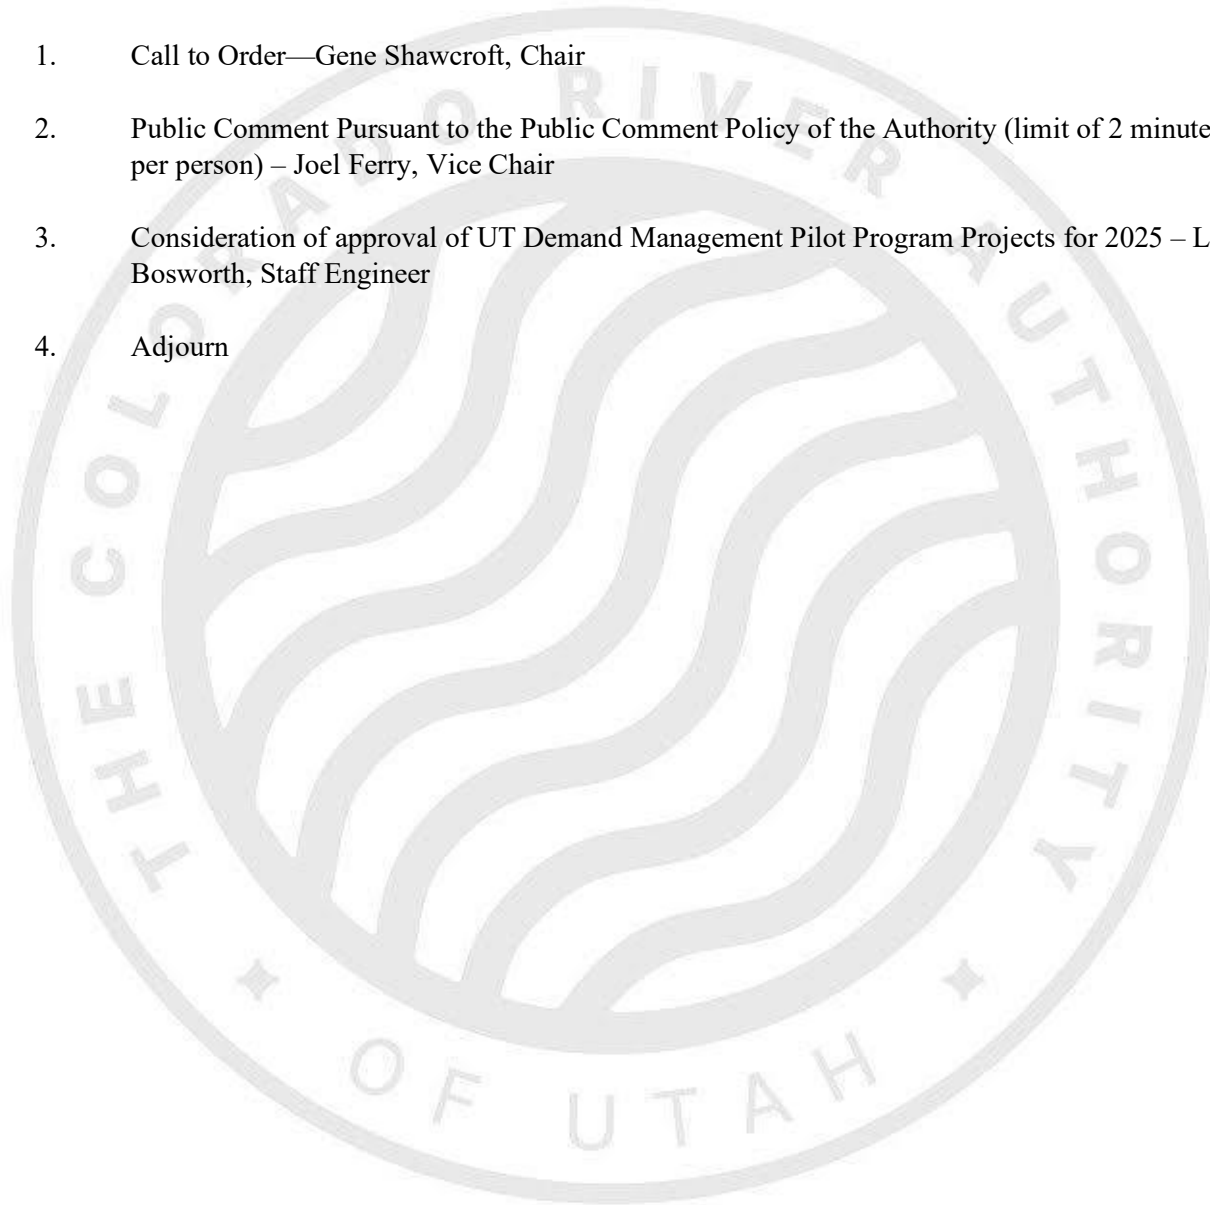 1. Call to Order—Gene Shawcroft, Chair
2. Public Comment Pursuant to the Public Comment Policy of the Authority (limit of 2 minute
per person) – Joel Ferry, Vice Chair
3. Consideration of approval of UT Demand Management Pilot Program Projects for 2025 – L
Bosworth, Staff Engineer
4. Adjourn
THE COLORADO RIVER AUTHORITY
OF UTAH